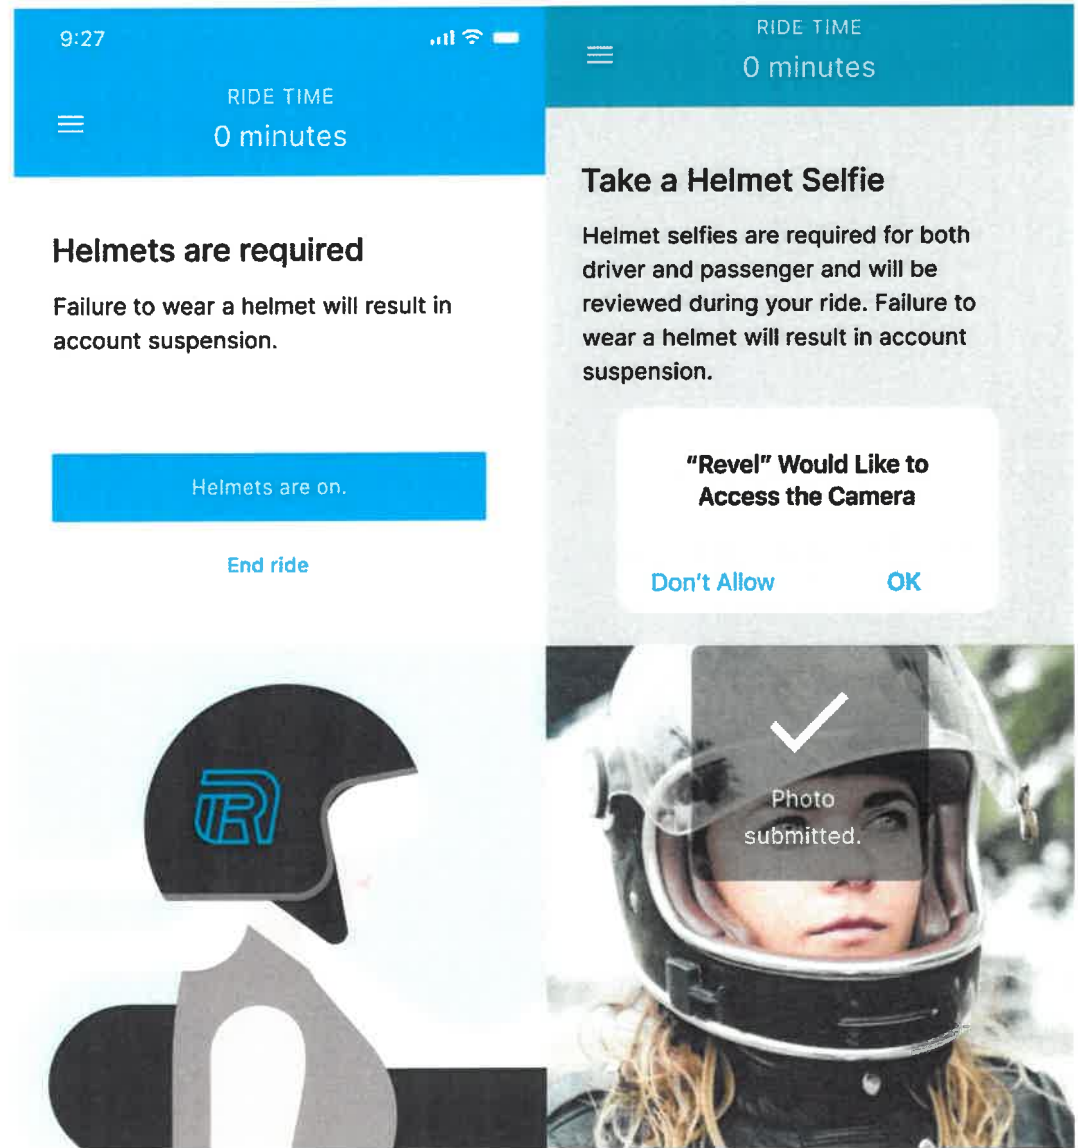 9:27
RIDE TIME
0 minutes
Helmets are required
Failure to wear a helmet will result in
account suspension.
Helmets are on.
End ride
R
RIDE TIME
0 minutes
Take a Helmet Selfie
Helmet selfies are required for both
driver and passenger and will be
reviewed during your ride. Failure to
wear a helmet will result in account
suspension.
“Revel” Would Like to
Access the Camera
Don’t Allow OK
Photo
submitted.